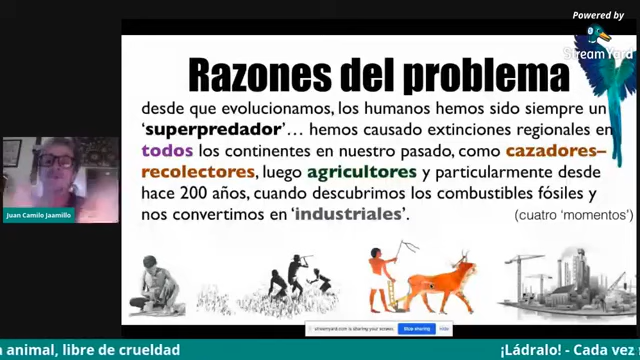 Powered by
StreamYard
Razones del problema
desde que evolucionamos, los humanos hemos sido siempre un
‘superpredador’... hemos causado extinciones regionales en
todos los continentes en nuestro pasado, como cazadores–
recolectores, luego agricultores y particularmente desde
hace 200 años, cuando descubrimos los combustibles fósiles y
nos convertimos en ‘industriales’.
(cuatro ‘momentos’)
Juan Camilo Jaamillo
streamyard.com is sharing your screen.
Stop sharing
Hide
a animal, libre de crueldad
¡Ládralo! - Cada vez